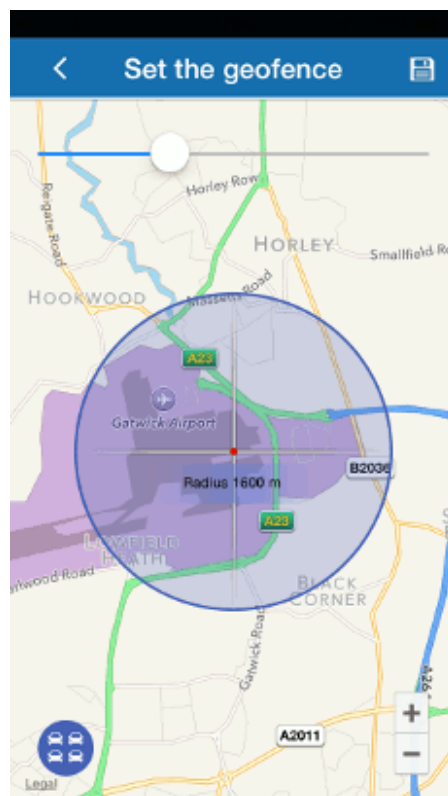 Set the geofence
Horley Row
Reigate Road
HORLEY
Smallfield
HOOKWOOD
Massetts Road
A23
Gatwick Airport
B2036
Radius 1600 m
A23
LOWFIELD
HEATH
Road
BLACK
CORNER
Gatwick Road
A2011
+
−
Legal